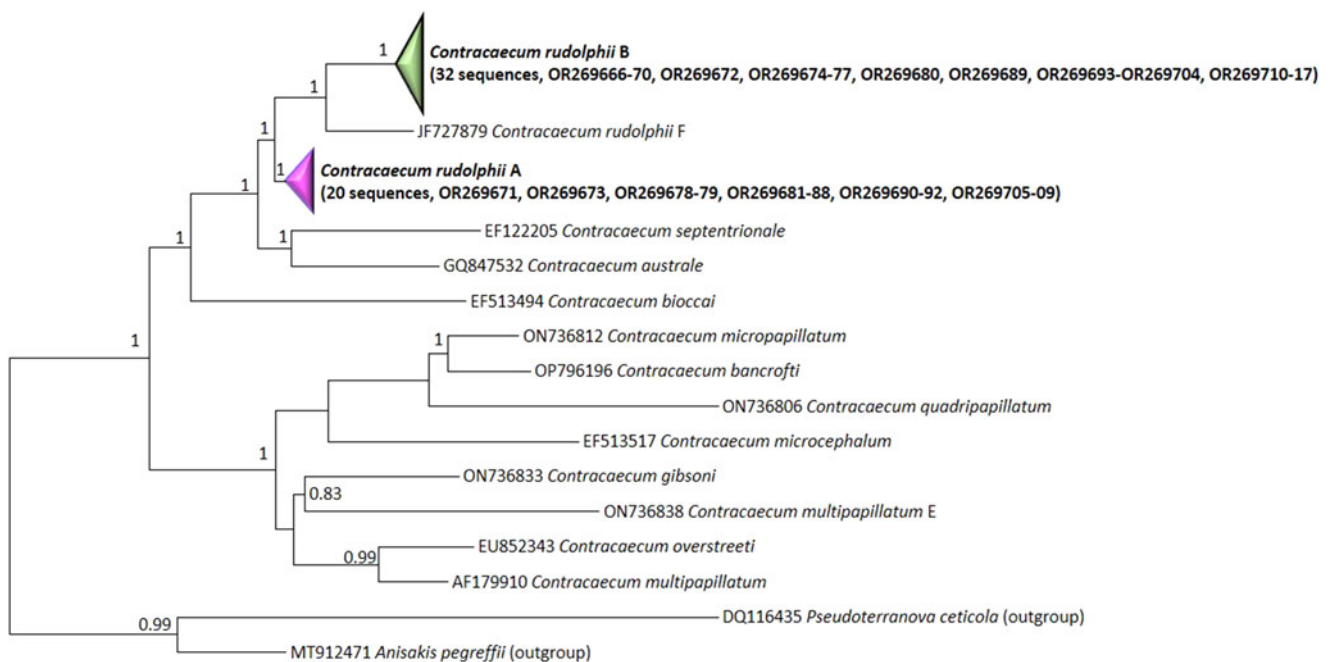 1
Contracaecum rudolphii B
(32 sequences, OR269666-70, OR269672, OR269674-77, OR269680, OR269689, OR269693-OR269704, OR269710-17)
1
JF727879 Contracaecum rudolphii F
1
1
Contracaecum rudolphii A
(20 sequences, OR269671, OR269673, OR269678-79, OR269681-88, OR269690-92, OR269705-09)
1
1
1
EF122205 Contracaecum septentrionale
GQ847532 Contracaecum australe
EF513494 Contracaecum bioccai
1
1
ON736812 Contracaecum micropapillatum
OP796196 Contracaecum bancrofti
ON736806 Contracaecum quadripapillatum
EF513517 Contracaecum microcephalum
1
ON736833 Contracaecum gibsoni
0.83
ON736838 Contracaecum multipapillatum E
EU852343 Contracaecum overstreeti
0.99
AF179910 Contracaecum multipapillatum
DQ116435 Pseudoterranova ceticola (outgroup)
0.99
MT912471 Anisakis pegreffii (outgroup)